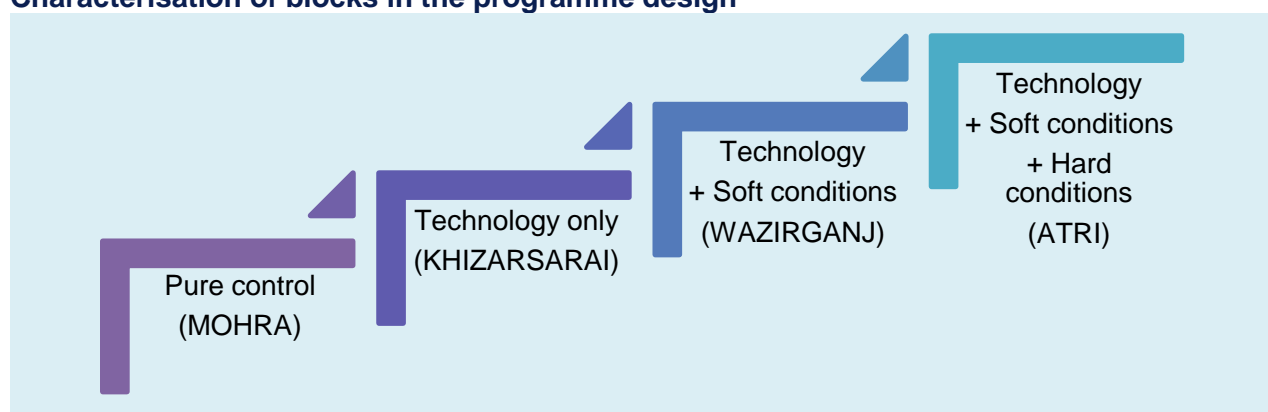 Characterisation of blocks in the programme design
Pure control
(MOHRA)
Technology only
(KHIZARSARAI)
Technology
+ Soft conditions
(WAZIRGANJ)
Technology
+ Soft conditions
+ Hard
conditions
(ATRI)